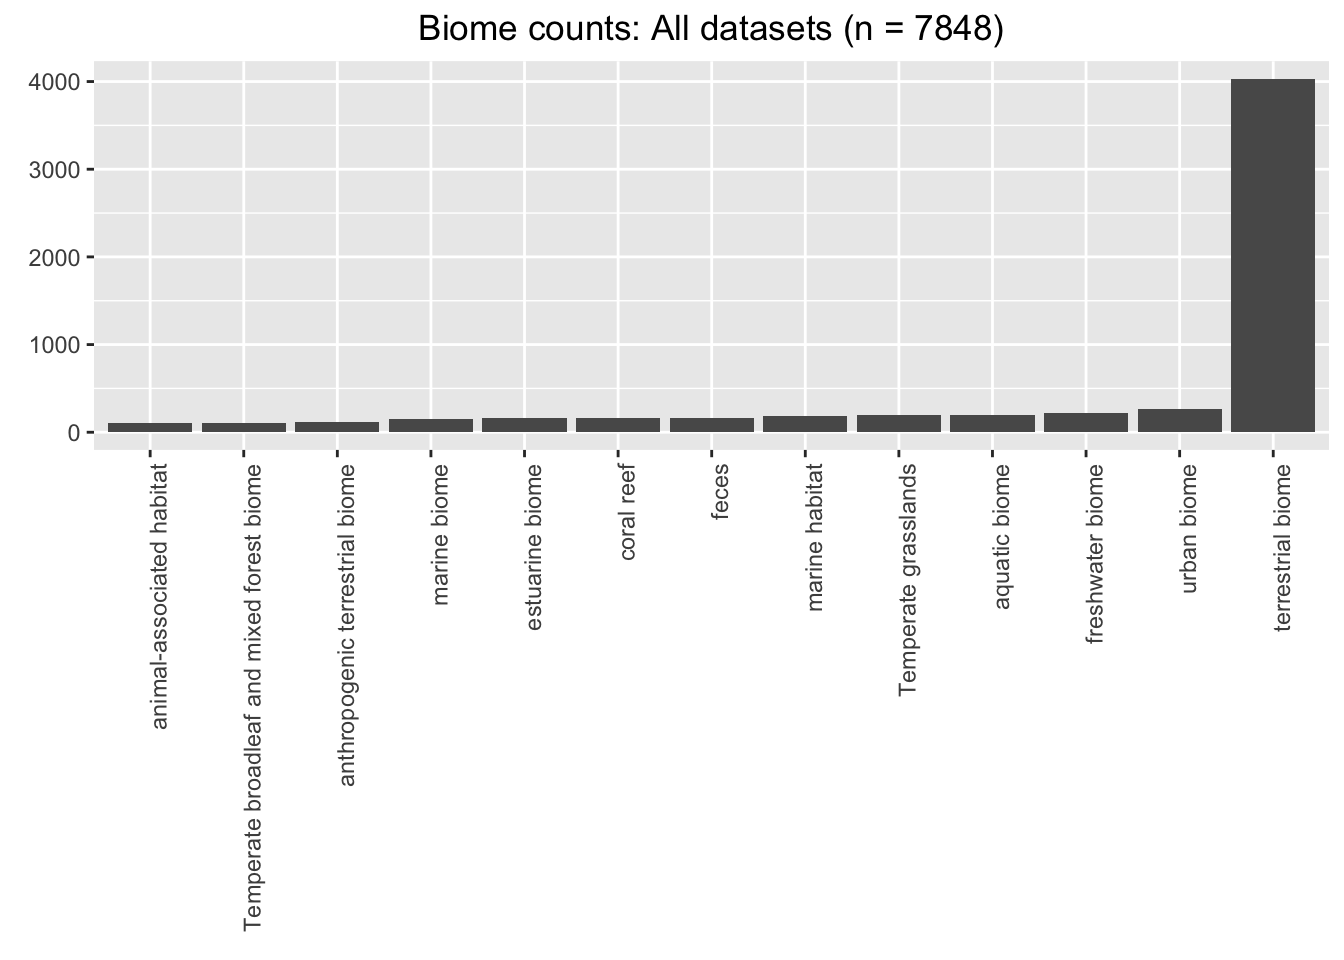 Biome counts: All datasets (n = 7848)
4000
3000
2000
1000
0
animal-associated habitat
Temperate broadleaf and mixed forest biome
anthropogenic terrestrial biome
marine biome
estuarine biome
coral reef
feces
marine habitat
Temperate grasslands
aquatic biome
freshwater biome
urban biome
terrestrial biome